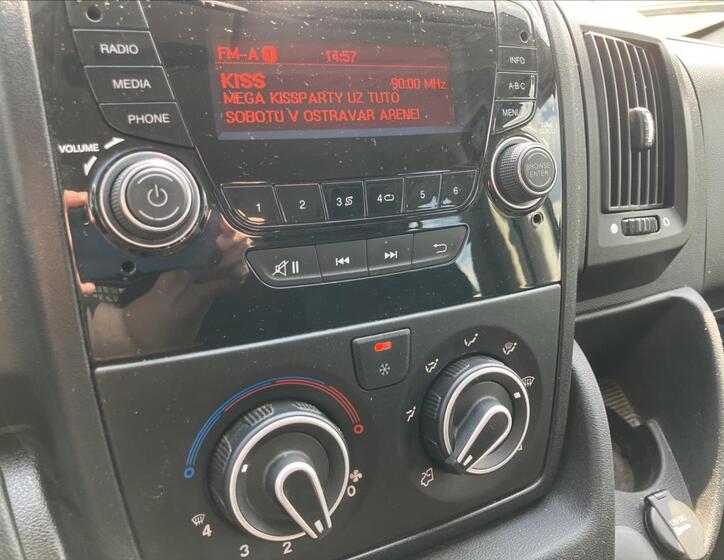 RADIO
MEDIA
PHONE
VOLUME
FM-A 1 14:57
KISS 90.00 MHz
MEGA KISSPARTY UZ TUTO
SOBOTU V OSTRAVAR ARENE!
INFO
A-B-C
MENU
SCROLL
BROWSE
ENTER
1 2 3 4 5 6
4 3 2 0